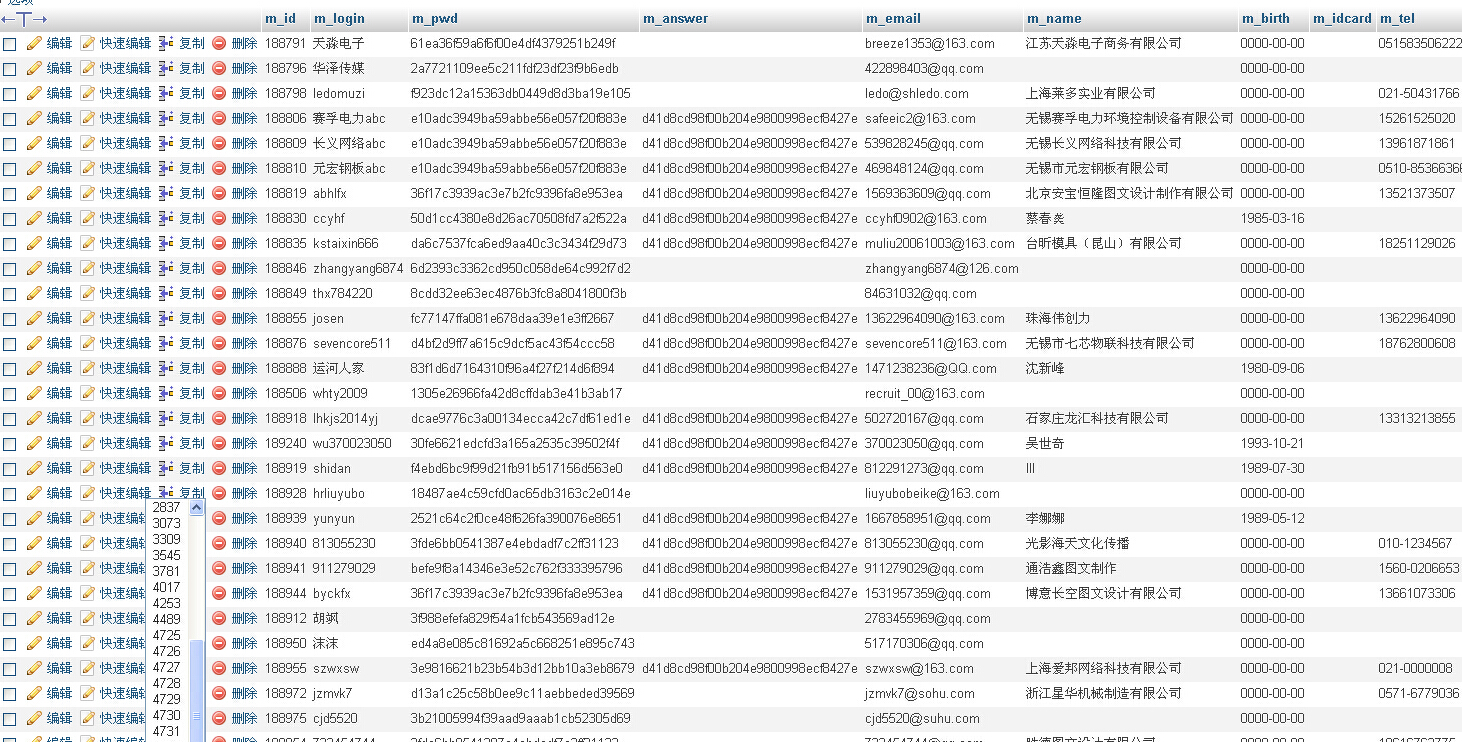 选项
←T→ m_id m_login m_pwd m_answer m_email m_name m_birth m_idcard m_tel
编辑 快速编辑 复制 删除 188791 天淼电子 61ea36f59a6f6f00e4df4379251b249f breeze1353@163.com 江苏天淼电子商务有限公司 0000-00-00 051583506222
编辑 快速编辑 复制 删除 188796 华泽传媒 2a7721109ee5c211fdf23df23f9b6edb 422898403@qq.com 0000-00-00
编辑 快速编辑 复制 删除 188798 ledomuzi f923dc12a15363db0449d8d3ba19e105 ledo@shledo.com 上海莱多实业有限公司 0000-00-00 021-50431766
编辑 快速编辑 复制 删除 188806 赛孚电力abc e10adc3949ba59abbe56e057f20f883e d41d8cd98f00b204e9800998ecf8427e safeeic2@163.com 无锡赛孚电力环境控制设备有限公司 0000-00-00 15261525020
编辑 快速编辑 复制 删除 188809 长义网络abc e10adc3949ba59abbe56e057f20f883e d41d8cd98f00b204e9800998ecf8427e 539828245@qq.com 无锡长义网络科技有限公司 0000-00-00 13961871861
编辑 快速编辑 复制 删除 188810 元宏钢板abc e10adc3949ba59abbe56e057f20f883e d41d8cd98f00b204e9800998ecf8427e 469848124@qq.com 无锡市元宏钢板有限公司 0000-00-00 0510-8536636
编辑 快速编辑 复制 删除 188819 abhlfx 36f17c3939ac3e7b2fc9396fa8e953ea d41d8cd98f00b204e9800998ecf8427e 1569363609@qq.com 北京安宝恒隆图文设计制作有限公司 0000-00-00 13521373507
编辑 快速编辑 复制 删除 188830 ccyhf 50d1cc4380e8d26ac70508fd7a2f522a d41d8cd98f00b204e9800998ecf8427e ccyhf0902@163.com 1985-03-16
编辑 快速编辑 复制 删除 188835 kstaixin666 da6c7537fca6ed9aa40c3c3434f29d73 d41d8cd98f00b204e9800998ecf8427e muliu20061003@163.com 台昕模具（昆山）有限公司 0000-00-00 18251129026
编辑 快速编辑 复制 删除 188846 zhangyang6874 6d2393c3362cd950c058de64c992f7d2 zhangyang6874@126.com 0000-00-00
编辑 快速编辑 复制 删除 188849 thx784220 8cdd32ee63ec4876b3fc8a8041800f3b 84631032@qq.com 0000-00-00
编辑 快速编辑 复制 删除 188855 josen fc77147ffa081e678daa39e1e3ff2667 d41d8cd98f00b204e9800998ecf8427e 13622964090@163.com 珠海伟创力 0000-00-00 13622964090
编辑 快速编辑 复制 删除 188876 sevencore511 d4bf2d9ff7a615c9dcf5ac43f54ccc58 d41d8cd98f00b204e9800998ecf8427e sevencore511@163.com 无锡市七芯物联科技有限公司 0000-00-00 18762800608
编辑 快速编辑 复制 删除 188888 运河人家 83f1d6d7164310f96a4f27f214d6f894 d41d8cd98f00b204e9800998ecf8427e 1471238236@QQ.com 沈新峰 1980-09-06
编辑 快速编辑 复制 删除 188506 whty2009 1305e26966fa42d8cffdab3e41b3ab17 recruit_00@163.com 0000-00-00
编辑 快速编辑 复制 删除 188918 lhkjs2014yj dcae9776c3a00134ecca42c7df61ed1e d41d8cd98f00b204e9800998ecf8427e 502720167@qq.com 石家庄龙汇科技有限公司 0000-00-00 13313213855
编辑 快速编辑 复制 删除 189240 wu370023050 30fe6621edcfd3a165a2535c39502f4f d41d8cd98f00b204e9800998ecf8427e 370023050@qq.com 吴世奇 1993-10-21
编辑 快速编辑 复制 删除 188919 shidan f4ebd6bc9f99d21fb91b517156d563e0 d41d8cd98f00b204e9800998ecf8427e 812291273@qq.com lll 1989-07-30
编辑 快速编辑 复制 删除 188928 hrliuyubo 18487ae4c59cfd0ac65db3163c2e014e liuyubobeike@163.com 0000-00-00
编辑 快速编辑 删除 188939 yunyun 2521c64c2f0ce48f626fa390076e8651 d41d8cd98f00b204e9800998ecf8427e 1667858951@qq.com 李娜娜 1989-05-12
编辑 快速编辑 删除 188940 813055230 3fde6bb0541387e4ebdadf7c2ff31123 d41d8cd98f00b204e9800998ecf8427e 813055230@qq.com 光影海天文化传播 0000-00-00 010-1234567
编辑 快速编辑 删除 188941 911279029 befe9f8a14346e3e52c762f333395796 d41d8cd98f00b204e9800998ecf8427e 911279029@qq.com 通浩鑫图文制作 0000-00-00 1560-0206653
编辑 快速编辑 删除 188944 byckfx 36f17c3939ac3e7b2fc9396fa8e953ea d41d8cd98f00b204e9800998ecf8427e 1531957359@qq.com 博意长空图文设计有限公司 0000-00-00 13661073306
编辑 快速编辑 删除 188912 胡飒 3f988efefa829f54a1fcb543569ad12e 2783455969@qq.com 0000-00-00
编辑 快速编辑 删除 188950 沫沫 ed4a8e085c81692a5c668251e895c743 517170306@qq.com 0000-00-00
编辑 快速编辑 删除 188955 szwxsw 3e9816621b23b54b3d12bb10a3eb8679 d41d8cd98f00b204e9800998ecf8427e szwxsw@163.com 上海爱邦网络科技有限公司 0000-00-00 021-0000008
编辑 快速编辑 删除 188972 jzmvk7 d13a1c25c58b0ee9c11aebbeded39569 jzmvk7@sohu.com 浙江星华机械制造有限公司 0000-00-00 0571-6779036
编辑 快速编辑 删除 188975 cjd5520 3b21005994f39aad9aaab1cb52305d69 cjd5520@suhu.com 0000-00-00
2837
3073
3309
3545
3781
4017
4253
4489
4725
4726
4727
4728
4729
4730
4731